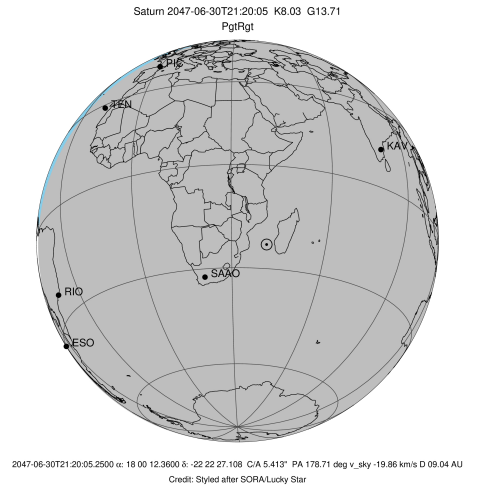 Saturn 2047-06-30T21:20:05 K8.03 G13.71
PgtRgt
PIC
TEN
KAV
SAAO
RIO
ESO
2047-06-30T21:20:05.2500 α: 18 00 12.3600 δ: -22 22 27.108 C/A 5.413" PA 178.71 deg v_sky -19.86 km/s D 09.04 AU
Credit: Styled after SORA/Lucky Star